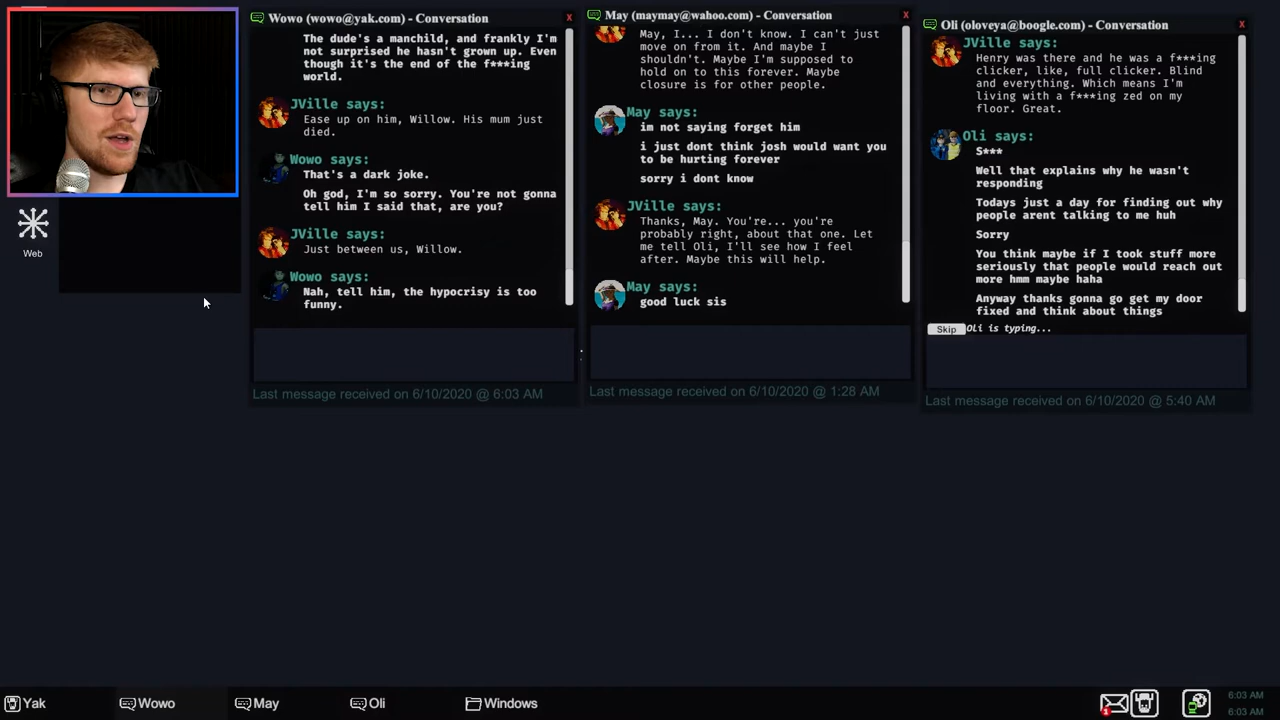 Wowo (wowo@yak.com) - Conversation
X
The dude's a manchild, and frankly I'm
not surprised he hasn't grown up. Even
though it's the end of the f***ing
world.
JVille says:
Ease up on him, Willow. His mum just
died.
Wowo says:
That's a dark joke.
Oh god, I'm so sorry. You're not gonna
tell him I said that, are you?
JVille says:
Just between us, Willow.
Wowo says:
Nah, tell him, the hypocrisy is too
funny.
Last message received on 6/10/2020 @ 6:03 AM
May (maymay@wahoo.com) - Conversation
X
May, I... I don't know. I can't just
move on from it. And maybe I
shouldn't. Maybe I'm supposed to
hold on to this forever. Maybe
closure is for other people.
May says:
im not saying forget him
i just dont think josh would want you
to be hurting forever
sorry i dont know
JVille says:
Thanks, May. You're... you're
probably right, about that one. Let
me tell Oli, I'll see how I feel
after. Maybe this will help.
May says:
good luck sis
Last message received on 6/10/2020 @ 1:28 AM
Oli (oloveya@boogle.com) - Conversation
X
JVille says:
Henry was there and he was a f***ing
clicker, like, full clicker. Blind
and everything. Which means I'm
living with a f***ing zed on my
floor. Great.
Oli says:
S***
Well that explains why he wasn't
responding
Todays just a day for finding out why
people arent talking to me huh
Sorry
You think maybe if I took stuff more
seriously that people would reach out
more hmm maybe haha
Anyway thanks gonna go get my door
fixed and think about things
Skip Oli is typing...
Last message received on 6/10/2020 @ 5:40 AM
Web
Yak
Wowo
May
Oli
Windows
6:03 AM
6:03 AM